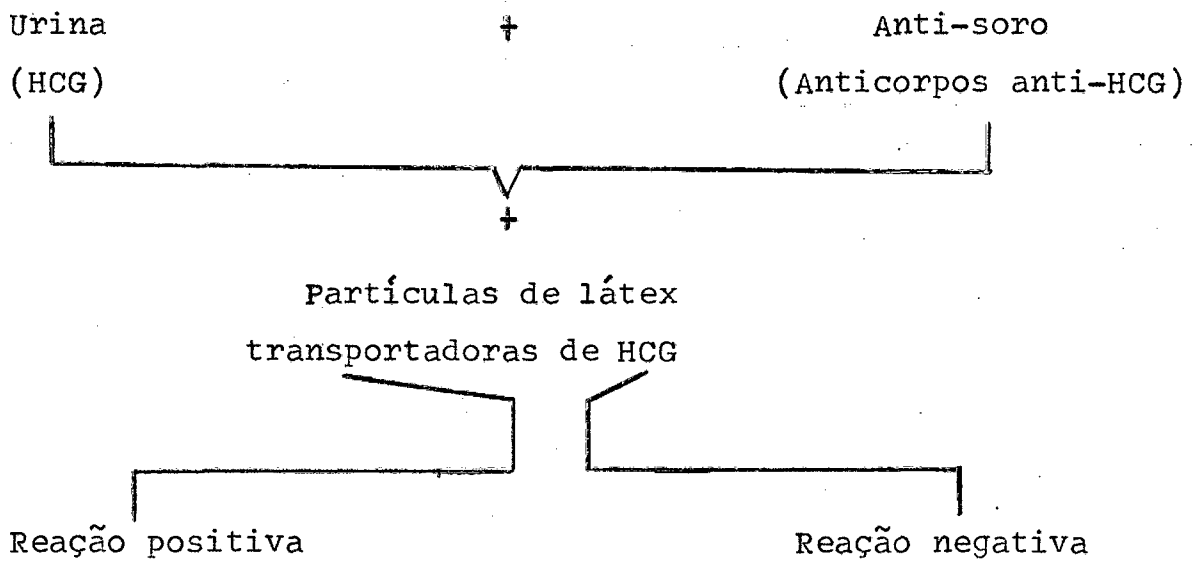 Urina + Anti-soro
(HCG) (Anticorpos anti-HCG)
+
Partículas de látex
transportadoras de HCG
Reação positiva Reação negativa